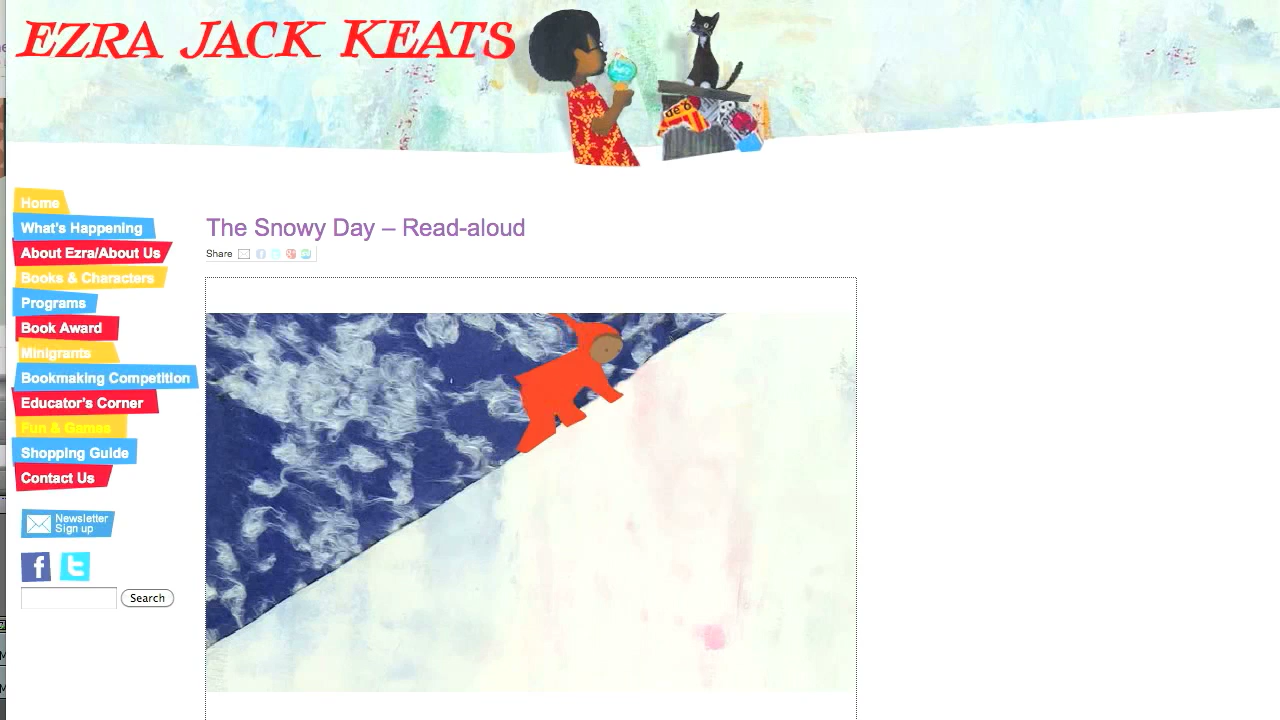 EZRA JACK KEATS
Home
What's Happening
About Ezra/About Us
Books & Characters
Programs
Book Award
Minigrants
Bookmaking Competition
Educator's Corner
Fun & Games
Shopping Guide
Contact Us
Newsletter
Sign up
f t
Search
The Snowy Day – Read-aloud
Share